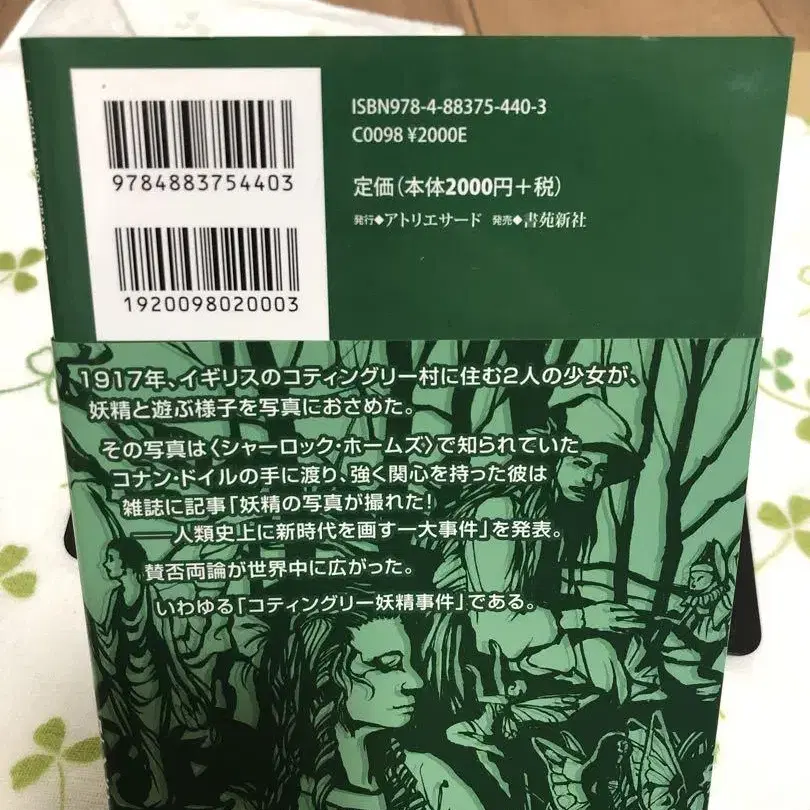 ISBN978-4-88375-440-3
C0098 ¥2000E
9784883754403
定価(本体2000円+税)
発行◆アトリエサード 発売◆書苑新社
1920098020003
1917年、イギリスのコティングリー村に住む2人の少女が、
妖精と遊ぶ様子を写真におさめた。
その写真は〈シャーロック・ホームズ〉で知られていた
コナン・ドイルの手に渡り、強く関心を持った彼は
雑誌に記事「妖精の写真が撮れた!
──人類史上に新時代を画す一大事件」を発表。
賛否両論が世界中に広がった。
いわゆる「コティングリー妖精事件」である。